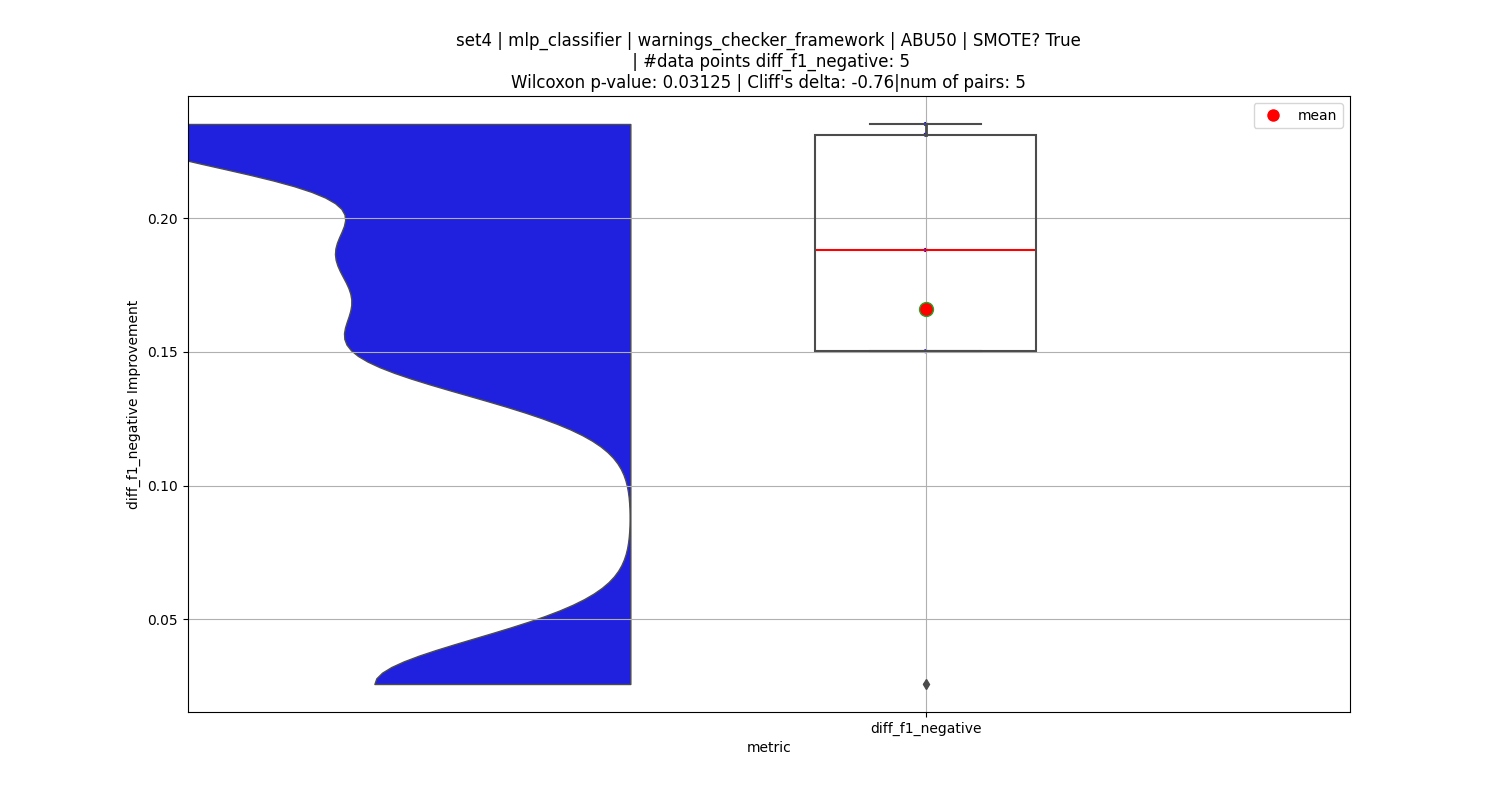 set4 | mlp_classifier | warnings_checker_framework | ABU50 | SMOTE? True
| #data points diff_f1_negative: 5
Wilcoxon p-value: 0.03125 | Cliff's delta: -0.76|num of pairs: 5
mean
0.20
0.15
0.10
0.05
diff_f1_negative Improvement
diff_f1_negative
metric